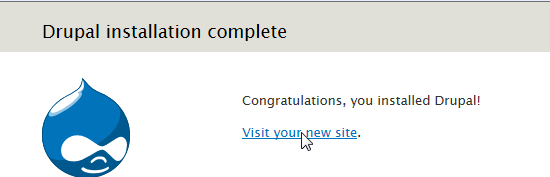 Drupal installation complete
Congratulations, you installed Drupal!
Visit your new site.